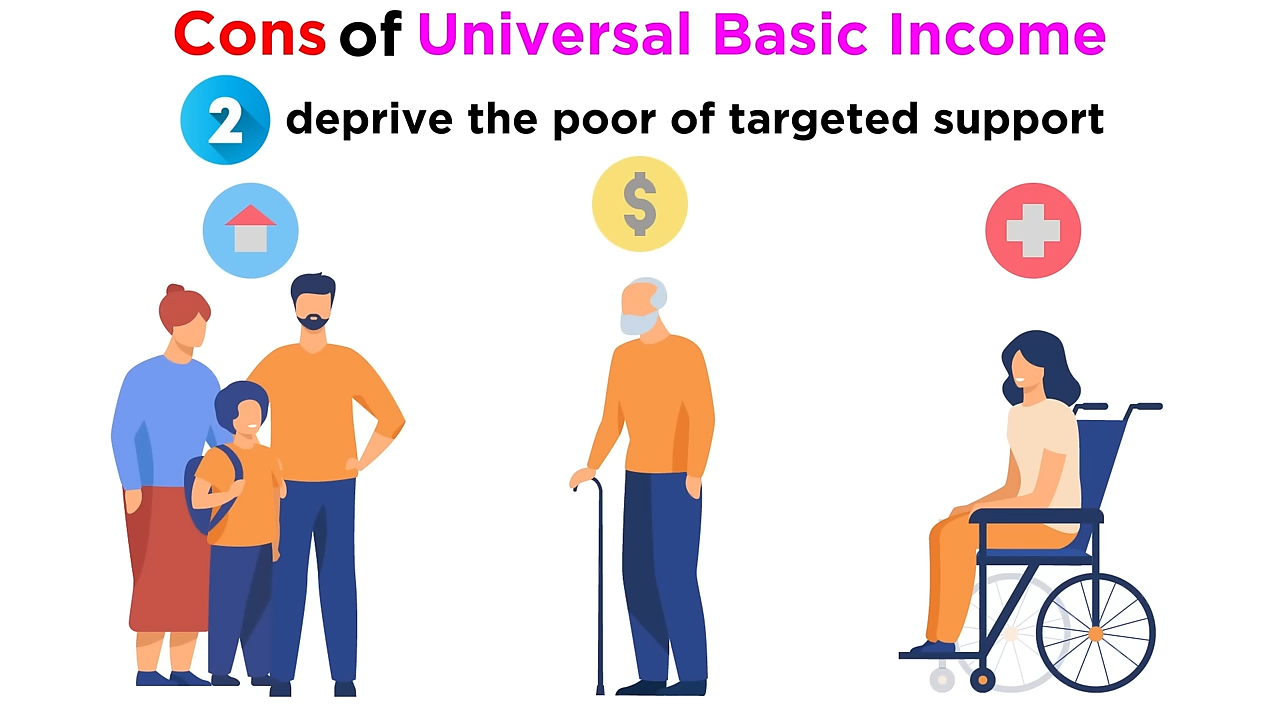 Cons of Universal Basic Income
2 deprive the poor of targeted support
$